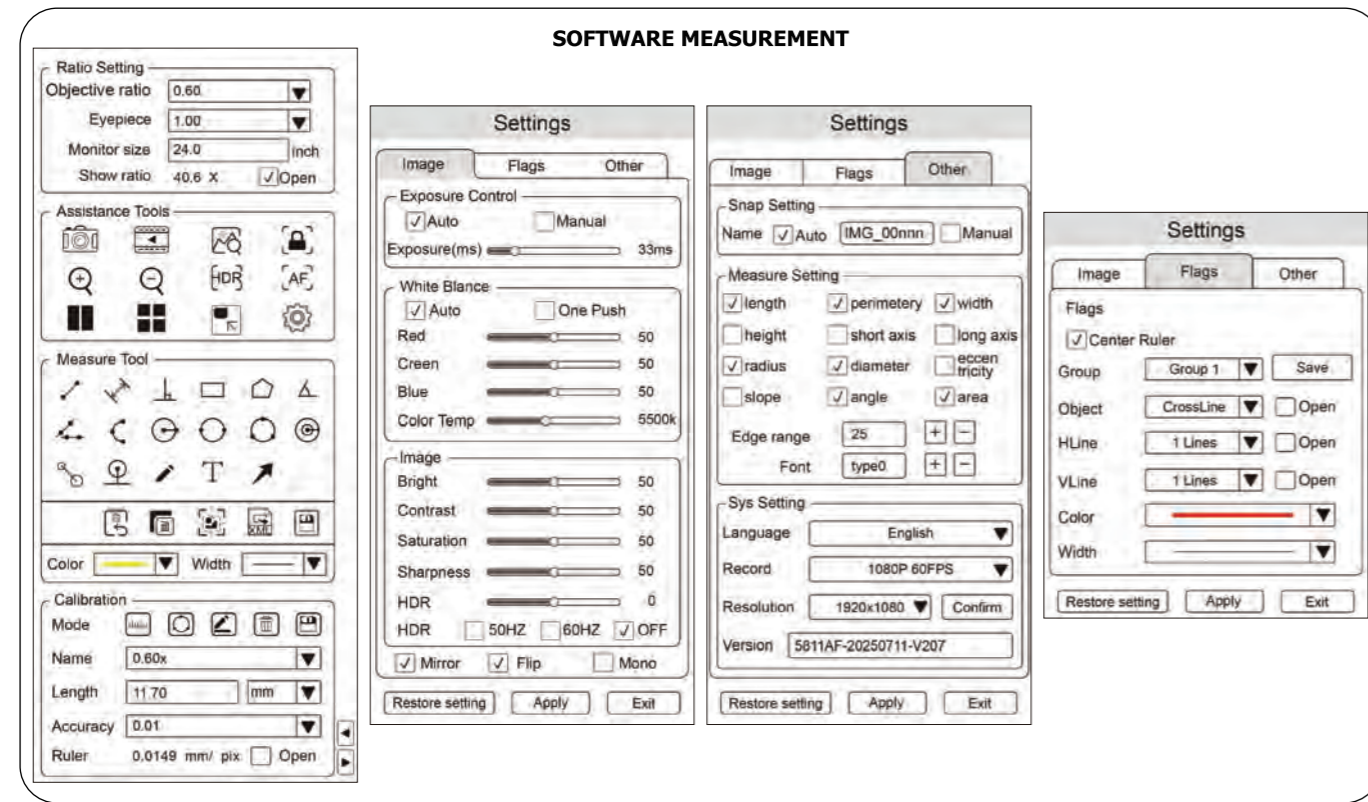 SOFTWARE MEASUREMENT
Ratio Setting
Objective ratio 0.60
Eyepiece 1.00
Monitor size 24.0 inch
Show ratio 40.6 X Open
Assistance Tools
HDR AF
Measure Tool
T
XML
Color Width
Calibration
Mode
Name 0.60x
Length 11.70 mm
Accuracy 0.01
Ruler 0.0149 mm/ pix Open
Settings
Image Flags Other
Exposure Control
Auto Manual
Exposure(ms) 33ms
White Blance
Auto One Push
Red 50
Creen 50
Blue 50
Color Temp 5500k
Image
Bright 50
Contrast 50
Saturation 50
Sharpness 50
HDR 0
HDR 50HZ 60HZ OFF
Mirror Flip Mono
Restore setting Apply Exit
Settings
Image Flags Other
Snap Setting
Name Auto IMG_00nnn Manual
Measure Setting
length perimetery width
height short axis long axis
radius diameter eccen
tricity
slope angle area
Edge range 25 + −
Font type0 + −
Sys Setting
Language English
Record 1080P 60FPS
Resolution 1920x1080 Confirm
Version 5811AF-20250711-V207
Restore setting Apply Exit
Settings
Image Flags Other
Flags
Center Ruler
Group Group 1 Save
Object CrossLine Open
HLine 1 Lines Open
VLine 1 Lines Open
Color
Width
Restore setting Apply Exit